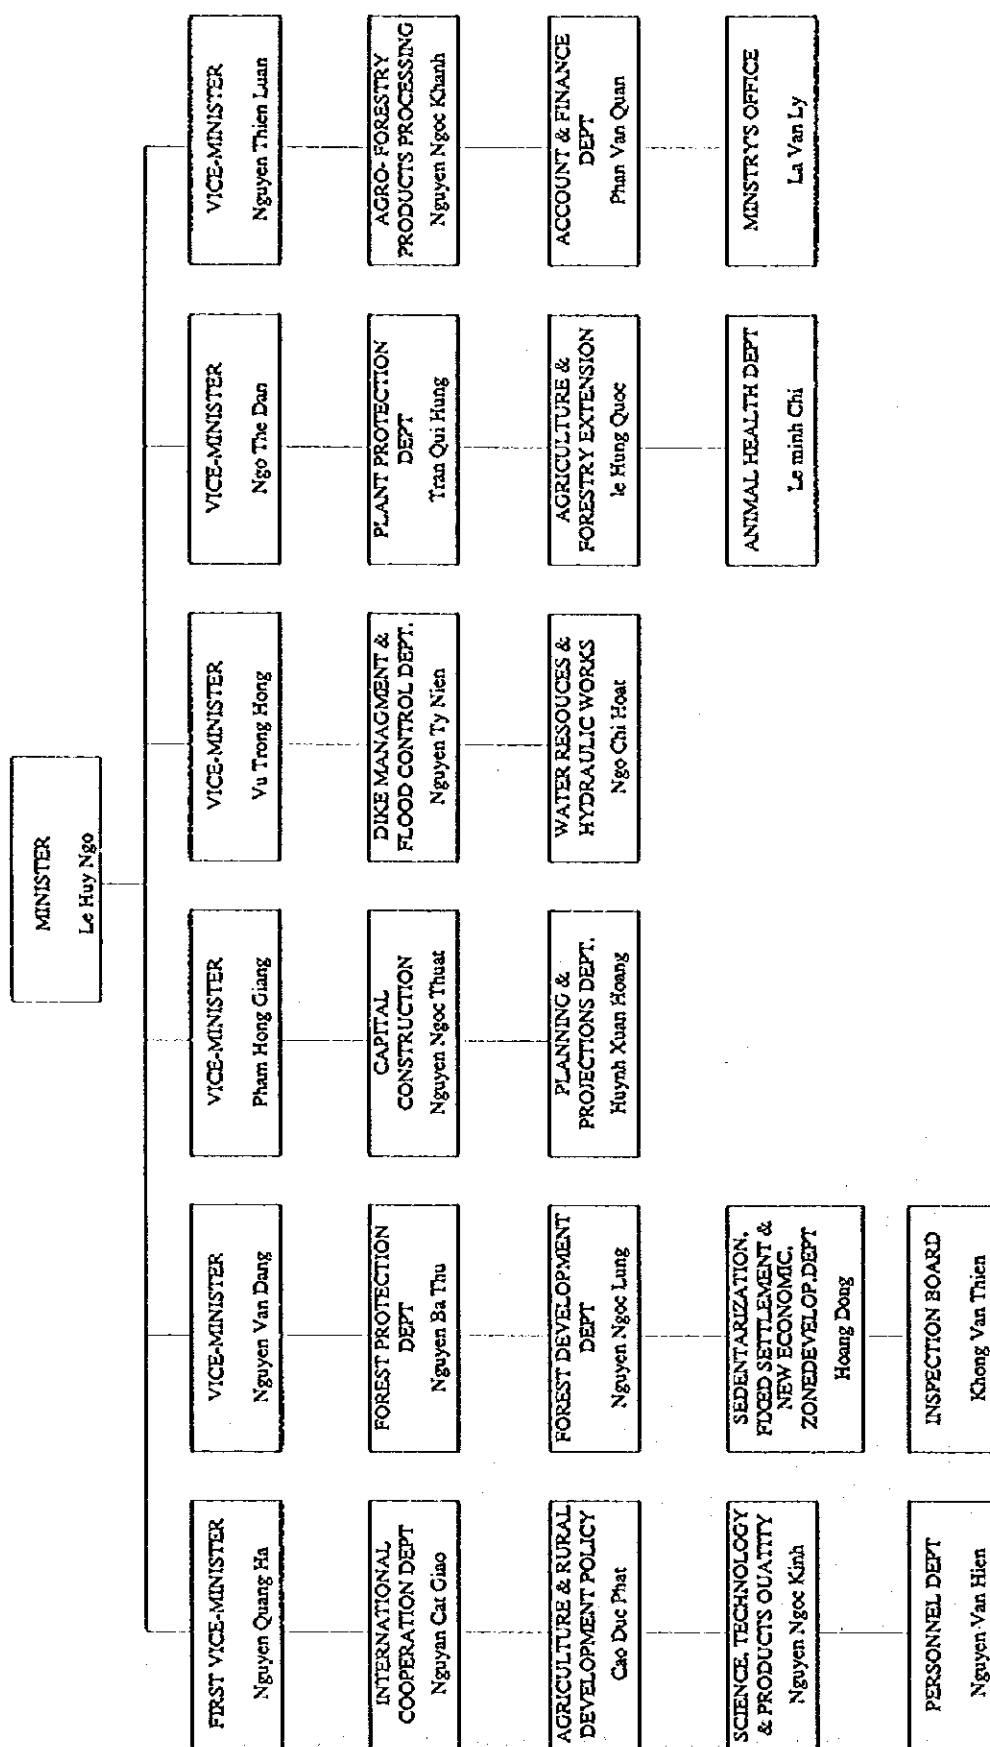 MINISTER
Le Huy Ngo
FIRST VICE-MINISTER
Nguyen Quang Ha
VICE-MINISTER
Nguyen Van Dang
VICE-MINISTER
Pham Hong Giang
VICE-MINISTER
Vu Trong Hong
VICE-MINISTER
Ngo The Dan
VICE-MINISTER
Nguyen Thien Luan
INTERNATIONAL
COOPERATION DEPT
Nguyan Cat Giao
FOREST PROTECTION
DEPT
Nguyen Ba Thu
CAPITAL
CONSTRUCTION
Nguyen Ngoc Thuat
DIKE MANAGMENT &
FLOOD CONTROL DEPT.
Nguyen Ty Nien
PLANT PROTECTION
DEPT
Tran Qui Hung
AGRO- FORESTRY
PRODUCTS PROCESSING
Nguyen Ngoc Khanh
AGRICULTURE & RURAL
DEVELOPMENT POLICY
Cao Duc Phat
FOREST DEVELOPMENT
DEPT
Nguyen Ngoc Lung
PLANNING &
PROJECTIONS DEPT.
Huynh Xuan Hoang
WATER RESOUCES &
HYDRAULIC WORKS
Ngo Chi Hoat
AGRICULTURE &
FORESTRY EXTENSION
le Hung Quoc
ACCOUNT & FINANCE
DEPT
Phan Van Quan
SCIENCE, TECHNOLOGY
& PRODUCTS QUATITY
Nguyen Ngoc Kinh
SEDENTARIZATION,
FIXED SETTLEMENT &
NEW ECONOMIC.
ZONEDEVELOP.DEPT
Hoang Dong
ANIMAL HEALTH DEPT
Le minh Chi
MINSTRY'S OFFICE
La Van Ly
PERSONNEL DEPT
Nguyen Van Hien
INSPECTION BOARD
Khong Van Thien